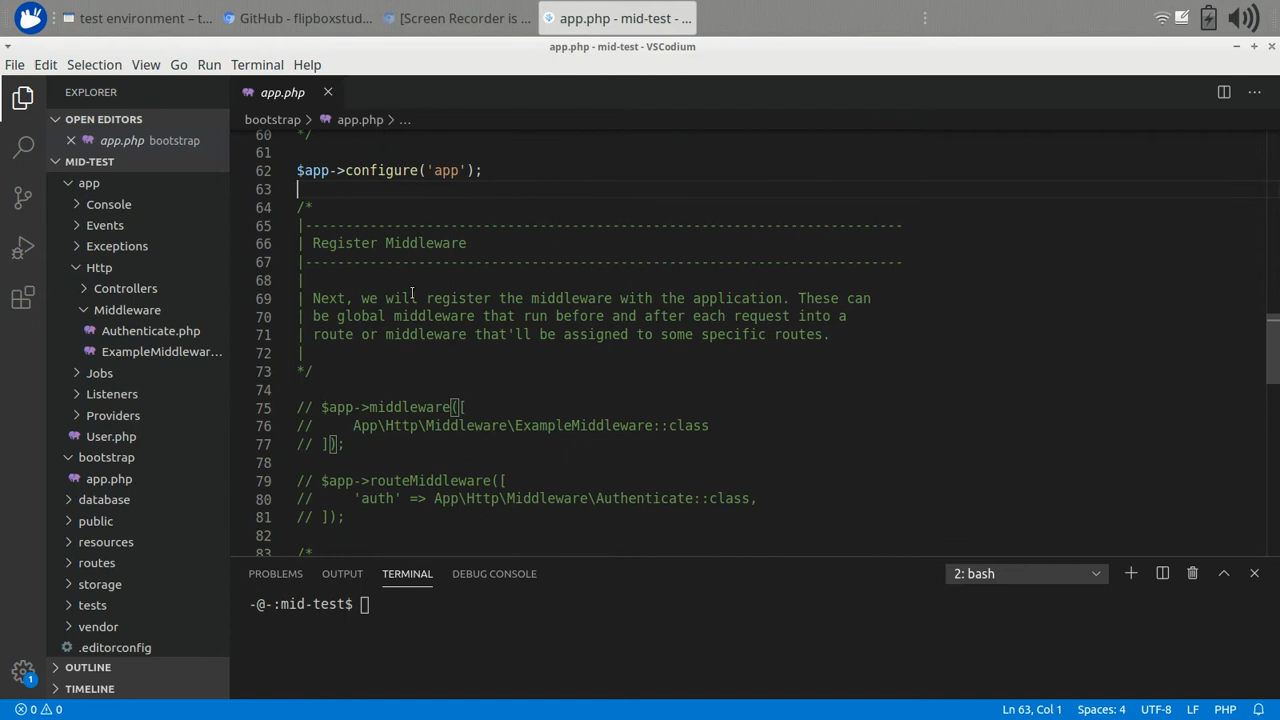 test environment – t...
GitHub - flipboxstud...
[Screen Recorder is ...
app.php - mid-test - ...
app.php - mid-test - VSCodium
File Edit Selection View Go Run Terminal Help
EXPLORER
OPEN EDITORS
app.php bootstrap
MID-TEST
app
Console
Events
Exceptions
Http
Controllers
Middleware
Authenticate.php
ExampleMiddlewar...
Jobs
Listeners
Providers
User.php
bootstrap
app.php
database
public
resources
routes
storage
tests
vendor
.editorconfig
OUTLINE
TIMELINE
app.php
bootstrap > app.php > ...
60 */
61
62 $app->configure('app');
63
64 /*
65 |--------------------------------------------------------------------------
66 | Register Middleware
67 |--------------------------------------------------------------------------
68 |
69 | Next, we will register the middleware with the application. These can
70 | be global middleware that run before and after each request into a
71 | route or middleware that'll be assigned to some specific routes.
72 |
73 */
74
75 // $app->middleware([
76 //     App\Http\Middleware\ExampleMiddleware::class
77 // ]);
78
79 // $app->routeMiddleware([
80 //     'auth' => App\Http\Middleware\Authenticate::class,
81 // ]);
82
83 /*
PROBLEMS OUTPUT TERMINAL DEBUG CONSOLE
2: bash
-@-:mid-test$
1
0 0
Ln 63, Col 1 Spaces: 4 UTF-8 LF PHP